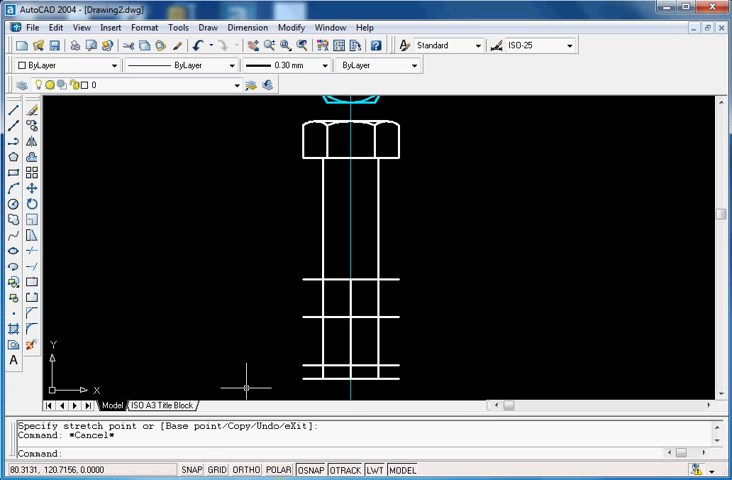 AutoCAD 2004 - [Drawing2.dwg]
File Edit View Insert Format Tools Draw Dimension Modify Window Help
Standard ISO-25
ByLayer ByLayer 0.30 mm ByLayer
0
Y
X
Model ISO A3 Title Block
Specify stretch point or [Base point/Copy/Undo/eXit]:
Command: *Cancel*
Command:
80.3131, 120.7156, 0.0000 SNAP GRID ORTHO POLAR OSNAP OTRACK LWT MODEL